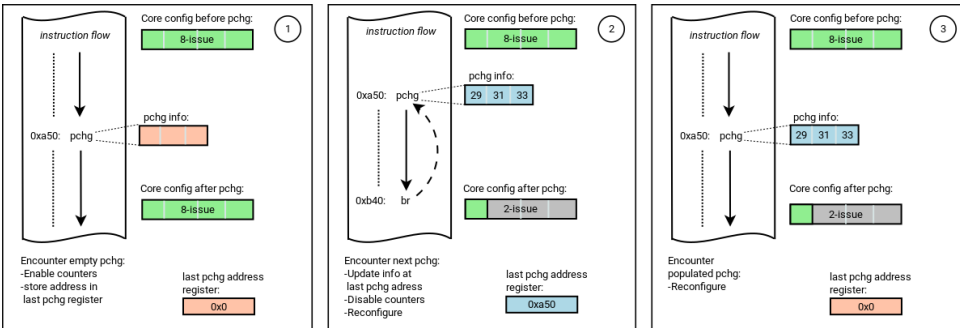 Core config before pchg:
8-issue
1
instruction flow
pchg info:
0xa50: pchg
Core config after pchg:
8-issue
Encounter empty pchg:
-Enable counters
-store address in
last pchg register
last pchg address
register:
0x0
Core config before pchg:
8-issue
2
instruction flow
pchg info:
0xa50: pchg
29 31 33
Core config after pchg:
0xb40: br
2-issue
Encounter next pchg:
-Update info at
last pchg adress
-Disable counters
-Reconfigure
last pchg address
register:
0xa50
Core config before pchg:
8-issue
3
instruction flow
pchg info:
0xa50: pchg
29 31 33
Core config after pchg:
2-issue
Encounter
populated pchg:
-Reconfigure
last pchg address
register:
0x0